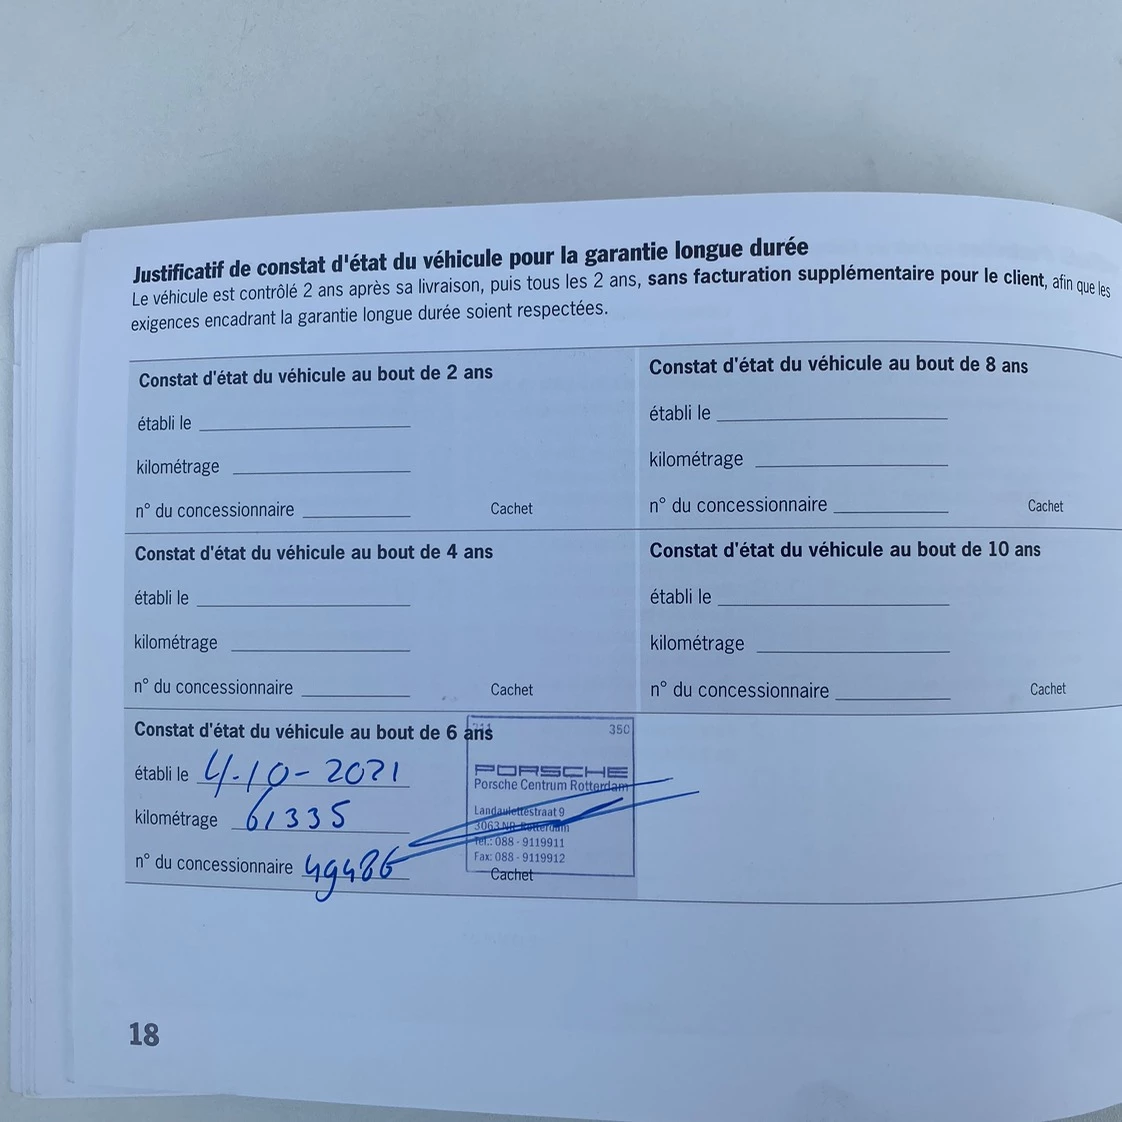 Justificatif de constat d'état du véhicule pour la garantie longue durée
Le véhicule est contrôlé 2 ans après sa livraison, puis tous les 2 ans, sans facturation supplémentaire pour le client, afin que les
exigences encadrant la garantie longue durée soient respectées.
Constat d'état du véhicule au bout de 2 ans
établi le
kilométrage
n° du concessionnaire
Cachet
Constat d'état du véhicule au bout de 8 ans
établi le
kilométrage
n° du concessionnaire
Cachet
Constat d'état du véhicule au bout de 4 ans
établi le
kilométrage
n° du concessionnaire
Cachet
Constat d'état du véhicule au bout de 10 ans
établi le
kilométrage
n° du concessionnaire
Cachet
Constat d'état du véhicule au bout de 6 ans
établi le 4-10-2021
kilométrage 61335
n° du concessionnaire 49486
350
PORSCHE
Porsche Centrum Rotterdam
Landaulettestraat 9
3063 NR Rotterdam
Tel.: 088 - 9119911
Fax: 088 - 9119912
Cachet
18